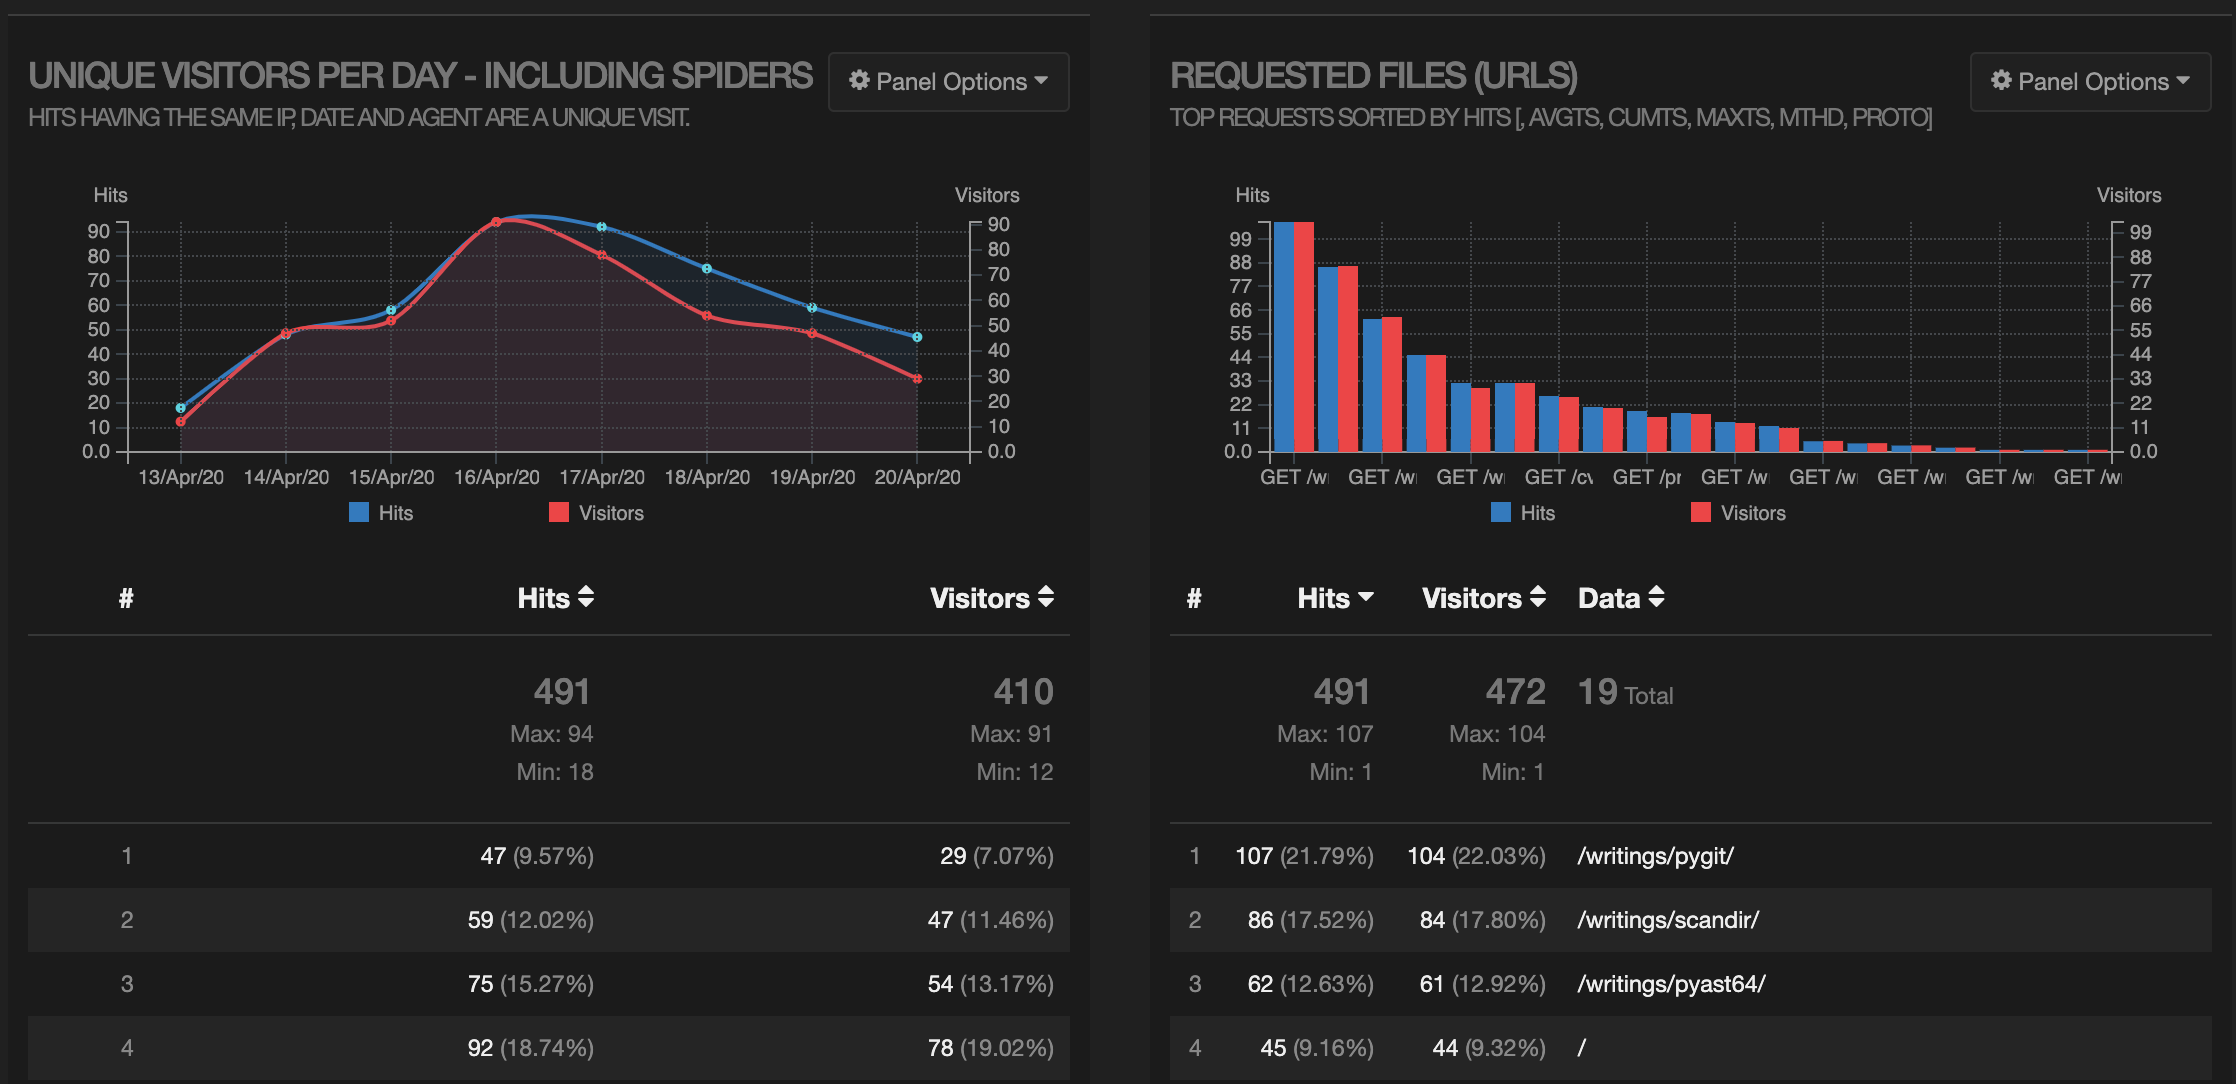 UNIQUE VISITORS PER DAY - INCLUDING SPIDERS
Panel Options
HITS HAVING THE SAME IP, DATE AND AGENT ARE A UNIQUE VISIT.
Hits
Visitors
90
80
70
60
50
40
30
20
10
0.0
90
80
70
60
50
40
30
20
10
0.0
13/Apr/20 14/Apr/20 15/Apr/20 16/Apr/20 17/Apr/20 18/Apr/20 19/Apr/20 20/Apr/20
Hits Visitors
# Hits Visitors
491 410
Max: 94 Max: 91
Min: 18 Min: 12
1 47 (9.57%) 29 (7.07%)
2 59 (12.02%) 47 (11.46%)
3 75 (15.27%) 54 (13.17%)
4 92 (18.74%) 78 (19.02%)
REQUESTED FILES (URLS)
Panel Options
TOP REQUESTS SORTED BY HITS [, AVGTS, CUMTS, MAXTS, MTHD, PROTO]
Hits
Visitors
99
88
77
66
55
44
33
22
11
0.0
99
88
77
66
55
44
33
22
11
0.0
GET /w GET /w GET /w GET /cv GET /pr GET /w GET /w GET /w GET /w GET /w
Hits Visitors
# Hits Visitors Data
491 472 19 Total
Max: 107 Max: 104
Min: 1 Min: 1
1 107 (21.79%) 104 (22.03%) /writings/pygit/
2 86 (17.52%) 84 (17.80%) /writings/scandir/
3 62 (12.63%) 61 (12.92%) /writings/pyast64/
4 45 (9.16%) 44 (9.32%) /